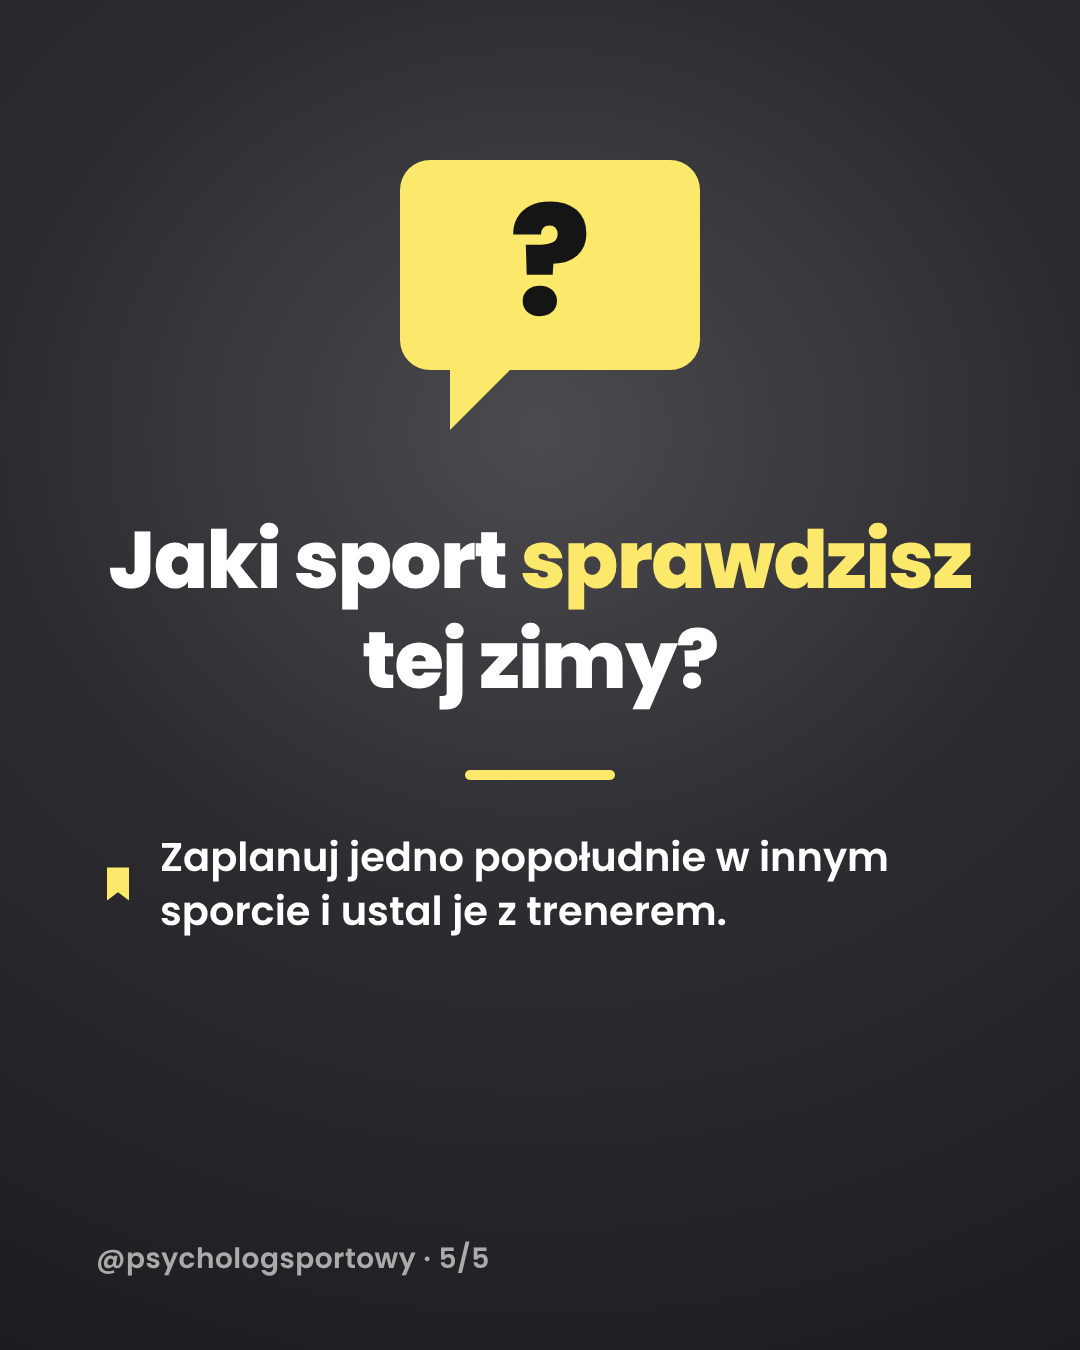 ?
Jaki sport sprawdzisz
tej zimy?
Zaplanuj jedno popołudnie w innym
sporcie i ustal je z trenerem.
@psychologsportowy · 5/5